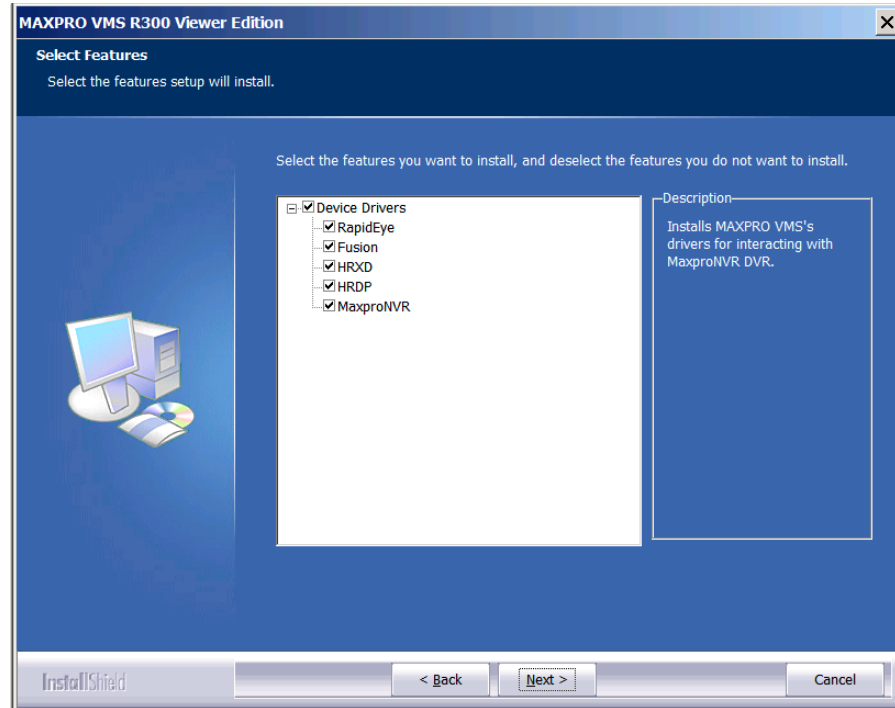 MAXPRO VMS R300 Viewer Edition
Select Features
Select the features setup will install.
Select the features you want to install, and deselect the features you do not want to install.
Device Drivers
RapidEye
Fusion
HRXD
HRDP
MaxproNVR
Description
Installs MAXPRO VMS's
drivers for interacting with
MaxproNVR DVR.
InstallShield
< Back
Next >
Cancel